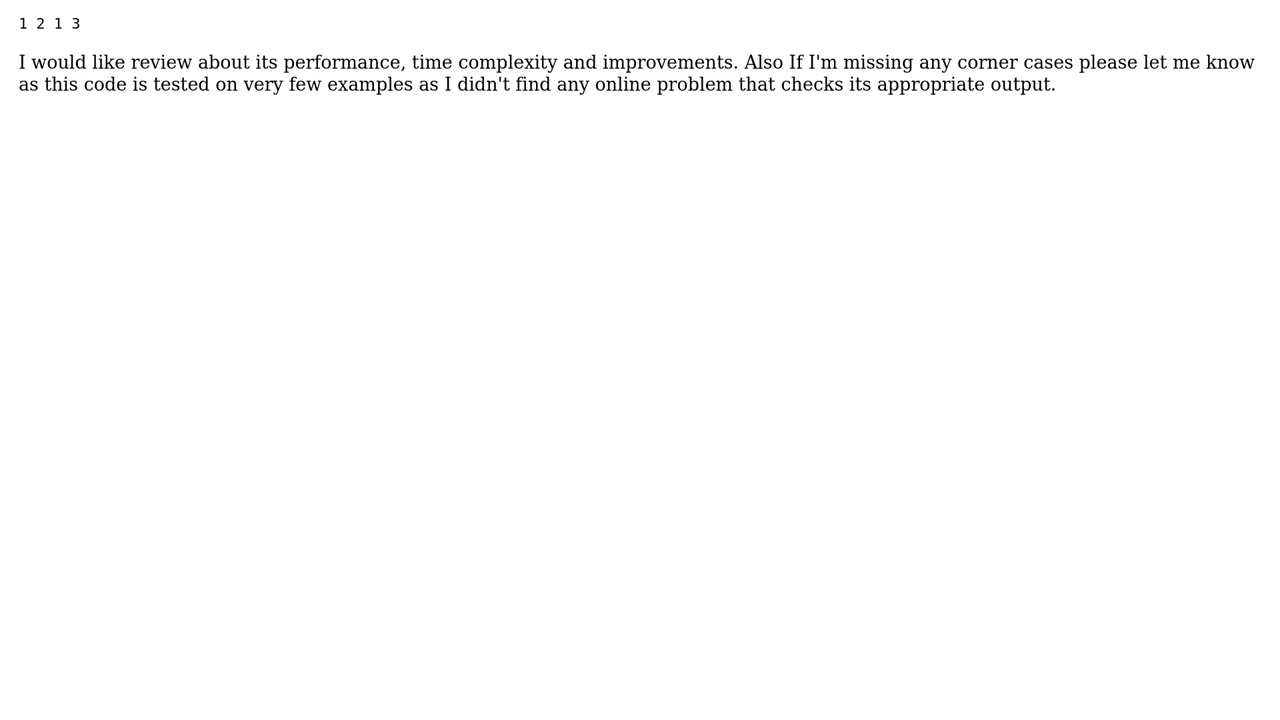 1 2 1 3
I would like review about its performance, time complexity and improvements. Also If I'm missing any corner cases please let me know
as this code is tested on very few examples as I didn't find any online problem that checks its appropriate output.